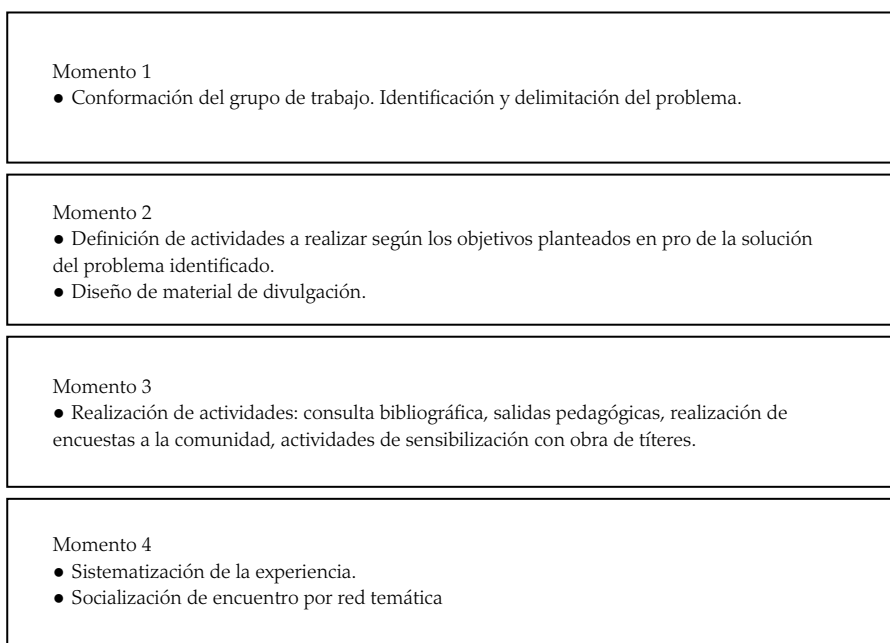 Momento 1
● Conformación del grupo de trabajo. Identificación y delimitación del problema.
Momento 2
● Definición de actividades a realizar según los objetivos planteados en pro de la solución
del problema identificado.
● Diseño de material de divulgación.
Momento 3
● Realización de actividades: consulta bibliográfica, salidas pedagógicas, realización de
encuestas a la comunidad, actividades de sensibilización con obra de títeres.
Momento 4
● Sistematización de la experiencia.
● Socialización de encuentro por red temática